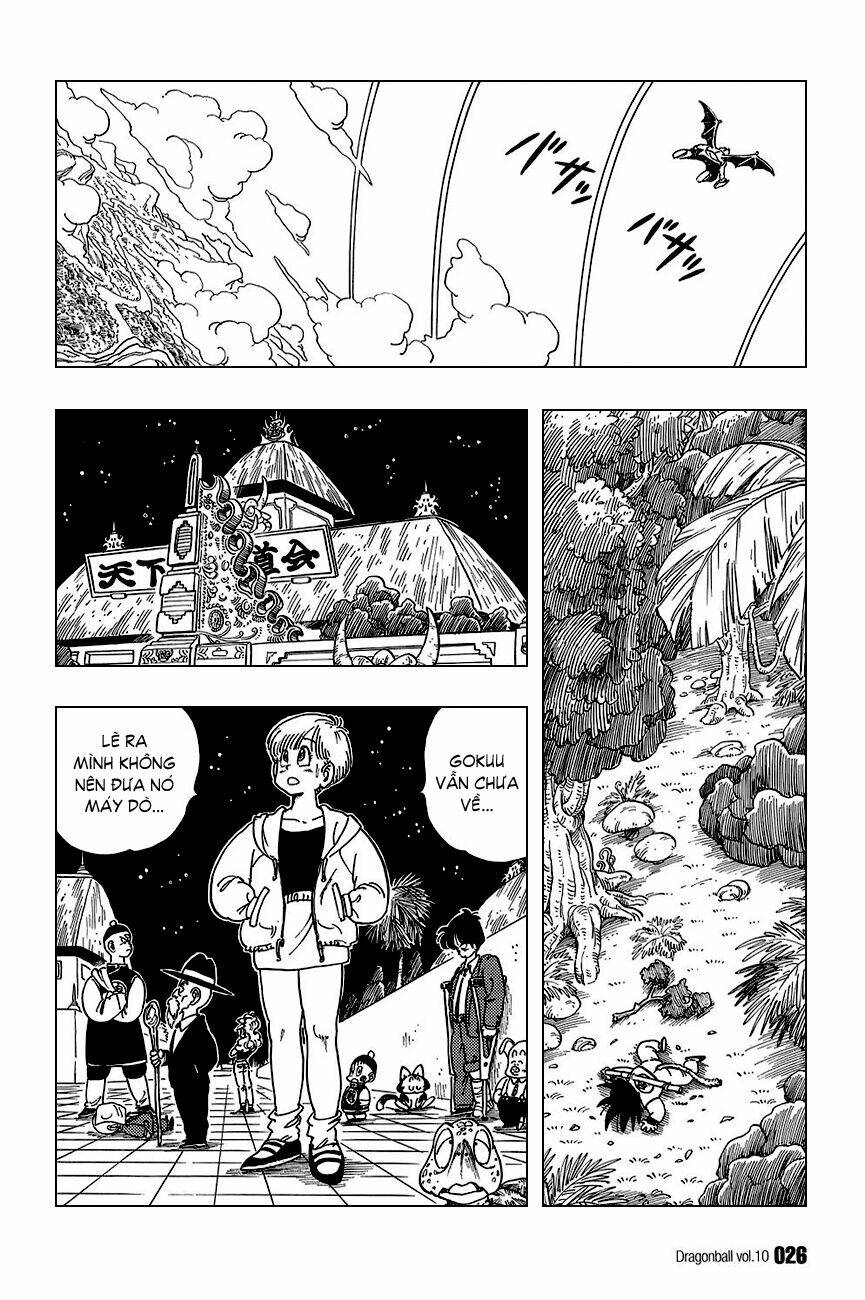 バサッ
バサッ
天下 道会
GOKUU
VẪN CHƯA
VỀ...
LẼ RA
MÌNH KHÔNG
NÊN ĐƯA NÓ
MÁY DÒ...
Dragonball vol.10 026